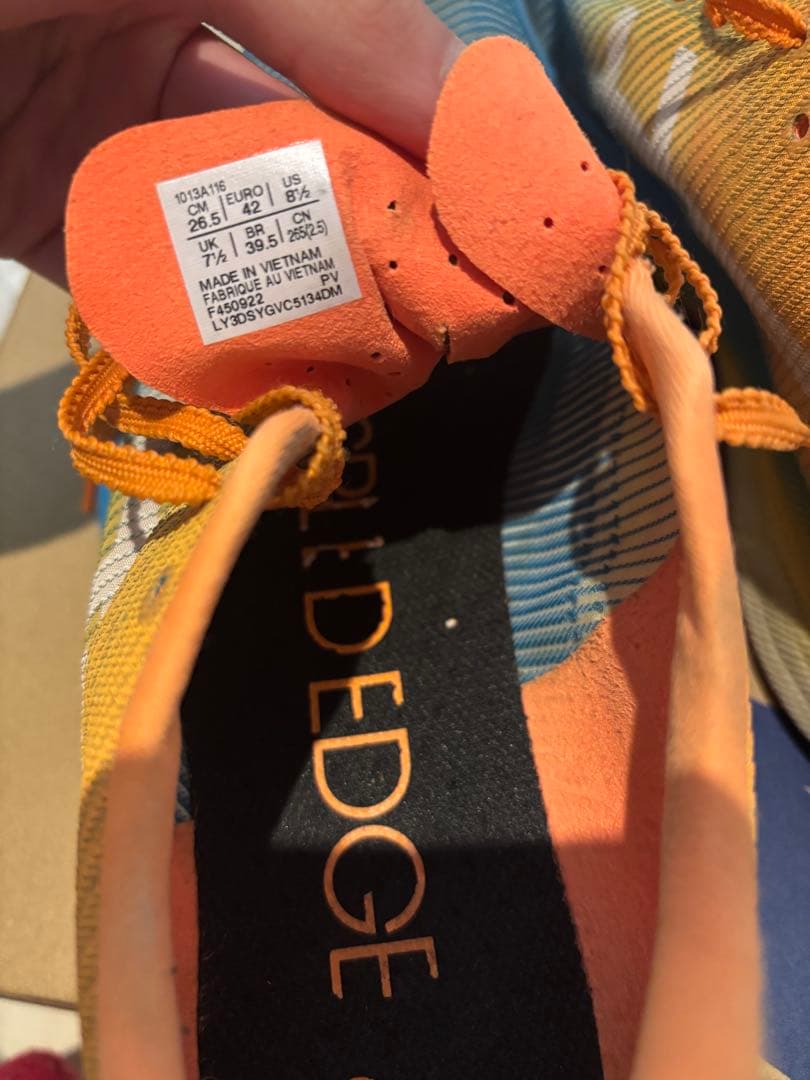 1013A116
CM | EURO | US
26.5 | 42 | 8½
UK | BR | CN
7½ | 39.5 | 265(2.5)
MADE IN VIETNAM
FABRIQUE AU VIETNAM
F450922 PV
LY3DSYGVC5134DM
EDGE